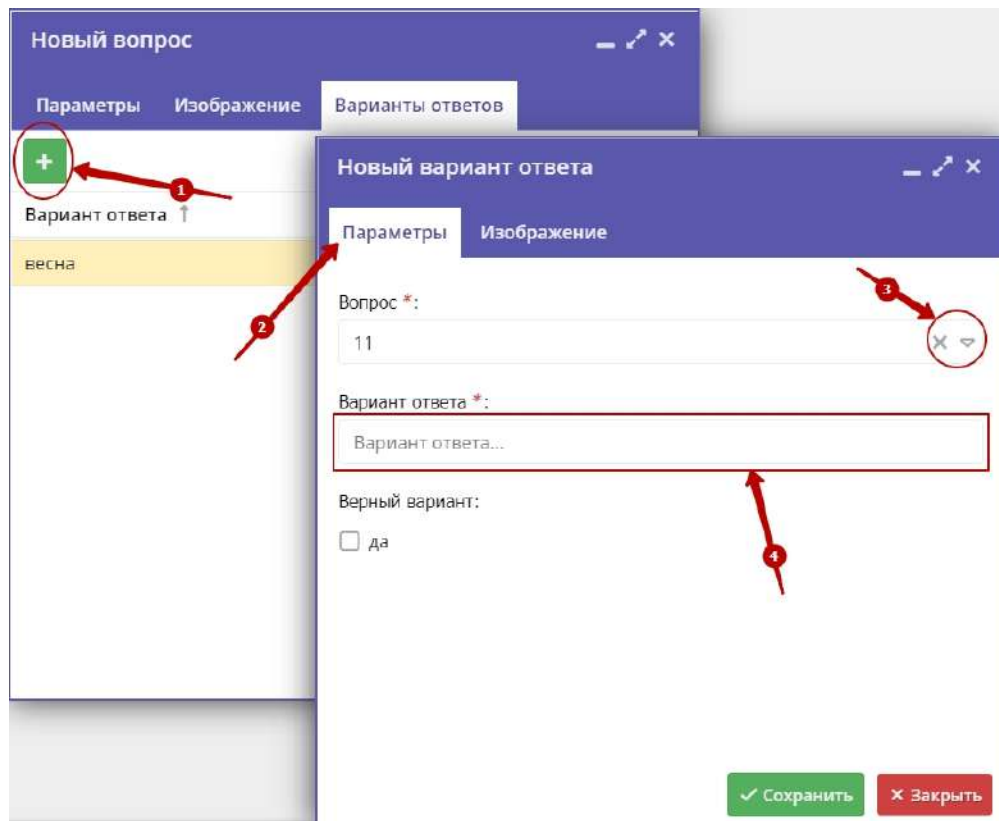 Новый вопрос
Параметры Изображение Варианты ответов
+
1
Вариант ответа ↑
весна
Новый вариант ответа
Параметры Изображение
2
3
Вопрос *:
11
Вариант ответа *:
Вариант ответа...
4
Верный вариант:
да
Сохранить
Закрыть